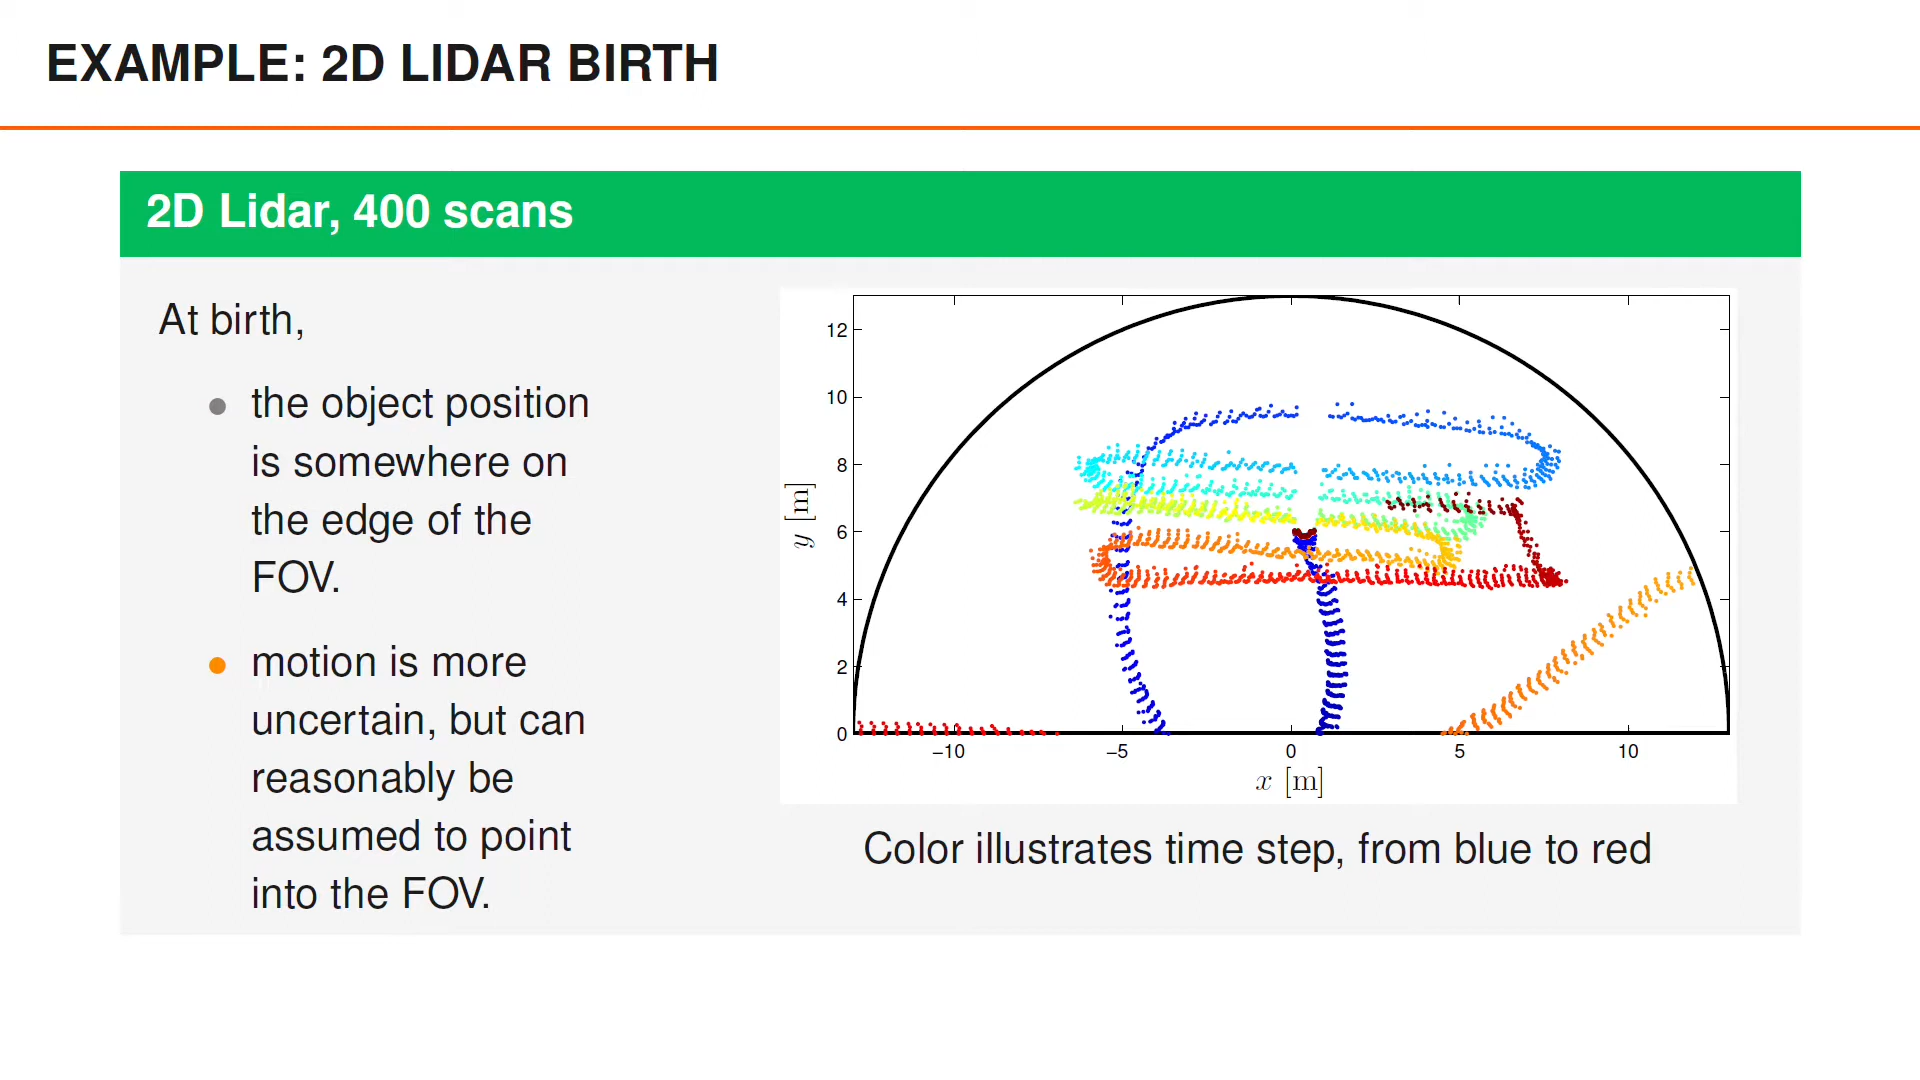 EXAMPLE: 2D LIDAR BIRTH
2D Lidar, 400 scans
At birth,
the object position
is somewhere on
the edge of the
FOV.
motion is more
uncertain, but can
reasonably be
assumed to point
into the FOV.
12
10
8
6
4
2
0
y [m]
−10 −5 0 5 10
x [m]
Color illustrates time step, from blue to red